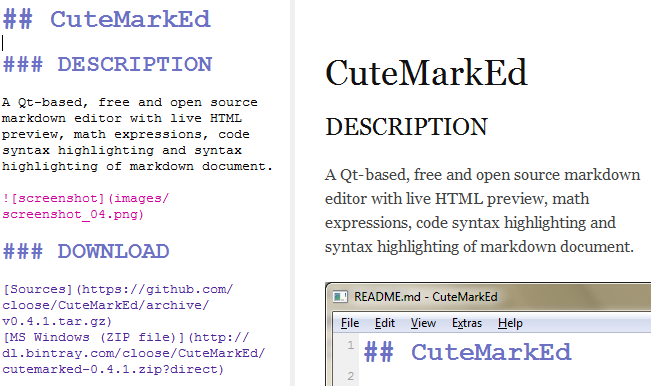 ## CuteMarkEd
### DESCRIPTION
A Qt-based, free and open source
markdown editor with live HTML
preview, math expressions, code
syntax highlighting and syntax
highlighting of markdown document.
![screenshot](images/
screenshot_04.png)
### DOWNLOAD
[Sources](https://github.com/
cloose/CuteMarkEd/archive/
v0.4.1.tar.gz)
[MS Windows (ZIP file)](http://
dl.bintray.com/cloose/CuteMarkEd/
cutemarked-0.4.1.zip?direct)
CuteMarkEd
DESCRIPTION
A Qt-based, free and open source markdown
editor with live HTML preview, math
expressions, code syntax highlighting and
syntax highlighting of markdown document.
README.md - CuteMarkEd
File Edit View Extras Help
1 ## CuteMarkEd
2